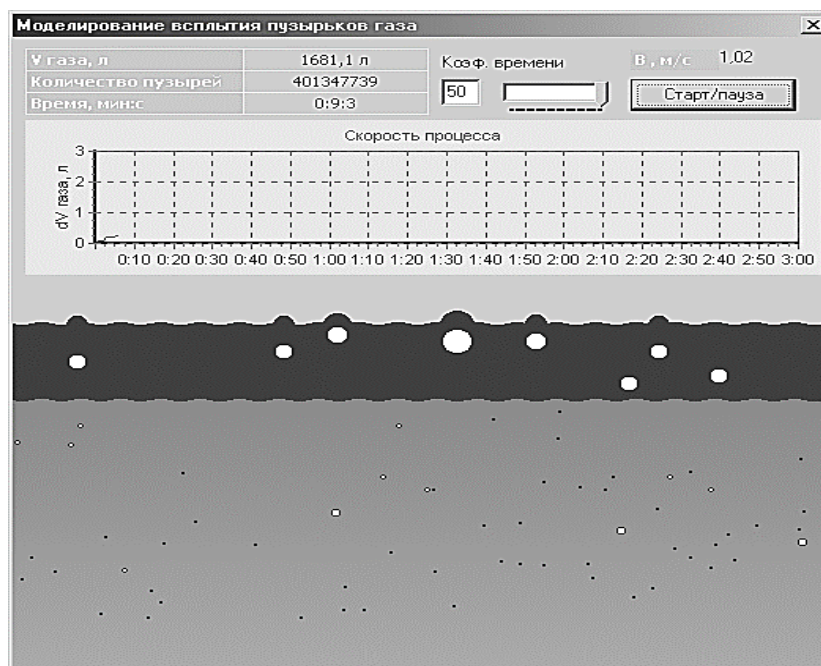 Моделирование всплытия пузырьков газа
V газа, л 1681,1 л
Количество пузырей 401347739
Время, мин:с 0:9:3
Коэф. времени
50
В , м/с 1,02
Старт/пауза
Скорость процесса
dV газа, л
3
2
1
0
0:10 0:20 0:30 0:40 0:50 1:00 1:10 1:20 1:30 1:40 1:50 2:00 2:10 2:20 2:30 2:40 2:50 3:00